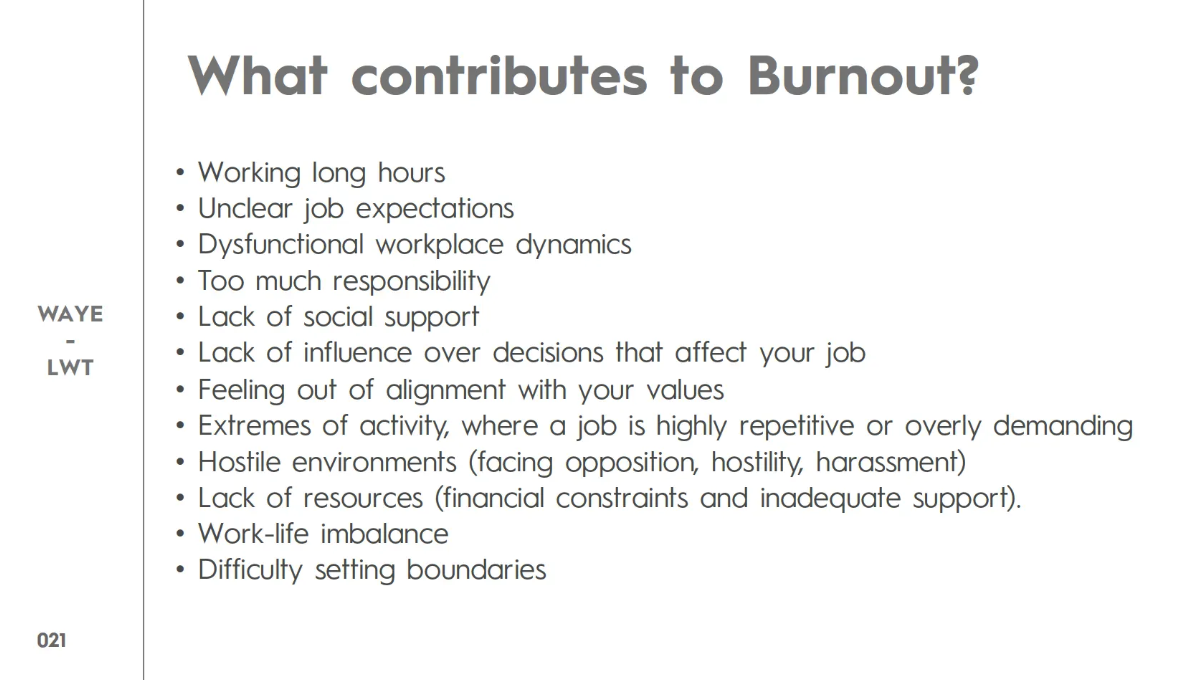 What contributes to Burnout?
• Working long hours
• Unclear job expectations
• Dysfunctional workplace dynamics
• Too much responsibility
• Lack of social support
• Lack of influence over decisions that affect your job
• Feeling out of alignment with your values
• Extremes of activity, where a job is highly repetitive or overly demanding
• Hostile environments (facing opposition, hostility, harassment)
• Lack of resources (financial constraints and inadequate support).
• Work-life imbalance
• Difficulty setting boundaries
WAYE
-
LWT
021